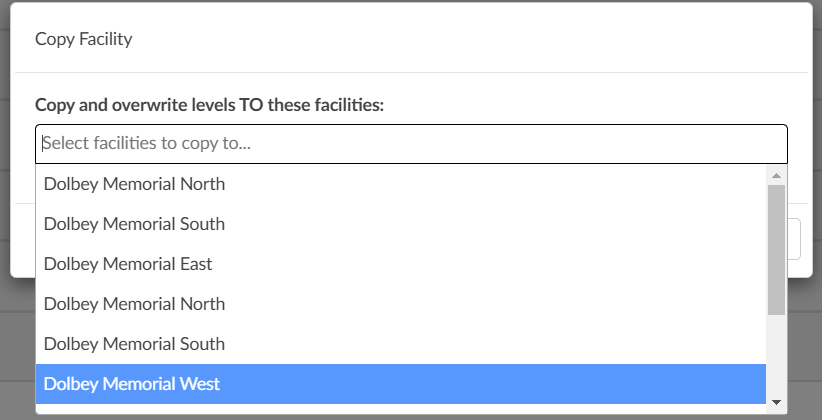 Copy Facility
Copy and overwrite levels TO these facilities:
Select facilities to copy to...
Dolbey Memorial North
Dolbey Memorial South
Dolbey Memorial East
Dolbey Memorial North
Dolbey Memorial South
Dolbey Memorial West